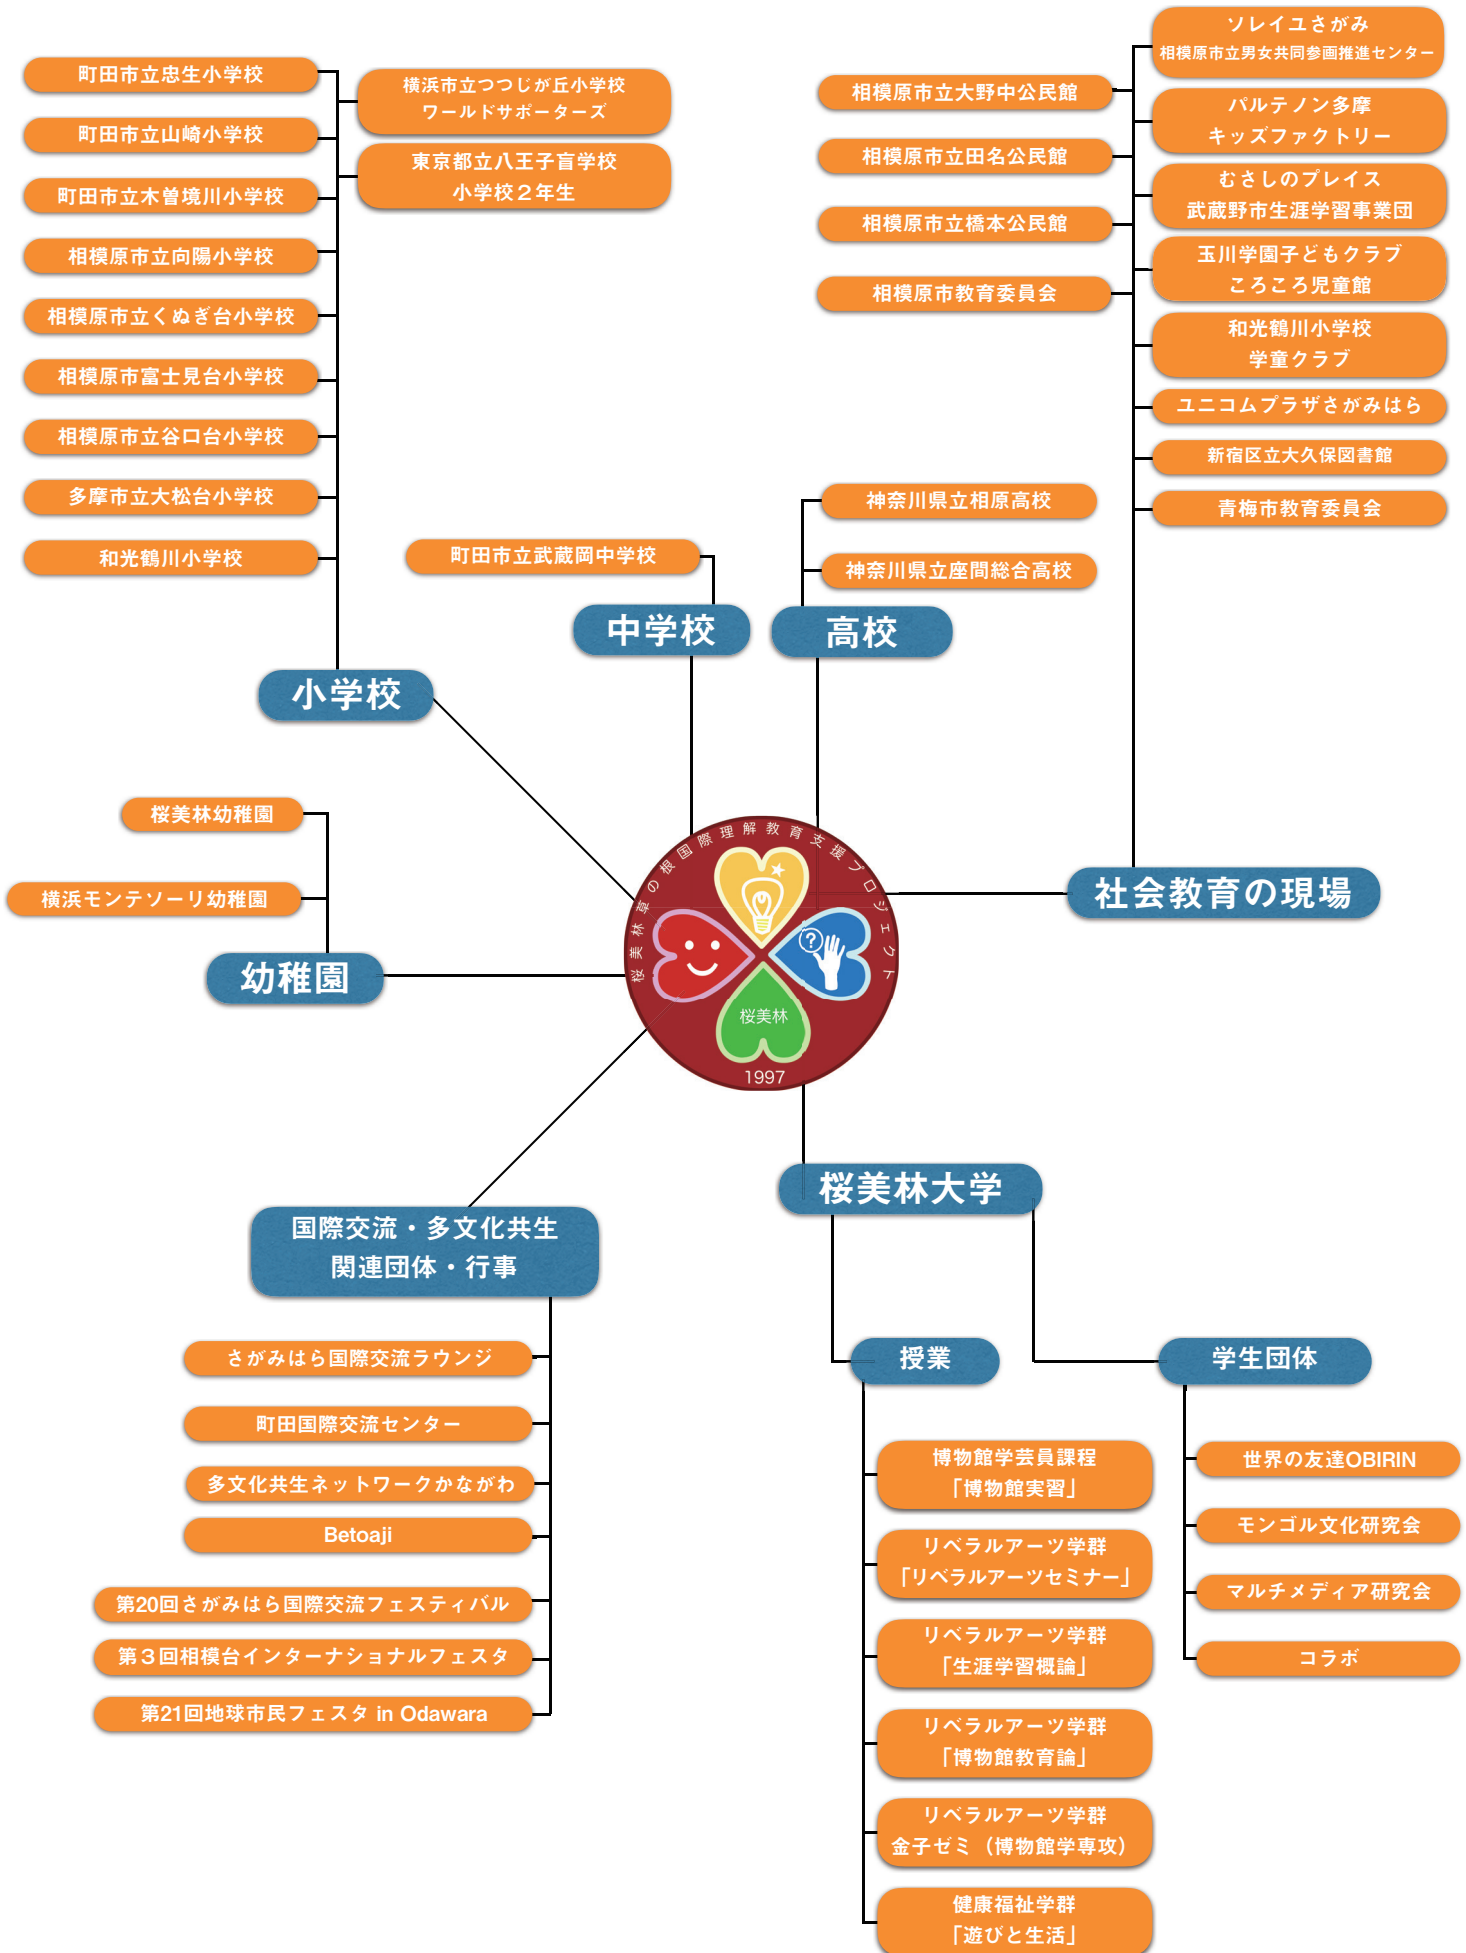 町田市立忠生小学校
町田市立山崎小学校
町田市立木曽境川小学校
相模原市立向陽小学校
相模原市立くぬぎ台小学校
相模原市富士見台小学校
相模原市立谷口台小学校
多摩市立大松台小学校
和光鶴川小学校
横浜市立つつじが丘小学校
ワールドサポーターズ
東京都立八王子盲学校
小学校２年生
小学校
町田市立武蔵岡中学校
中学校
神奈川県立相原高校
神奈川県立座間総合高校
高校
相模原市立大野中公民館
相模原市立田名公民館
相模原市立橋本公民館
相模原市教育委員会
ソレイユさがみ
相模原市立男女共同参画推進センター
パルテノン多摩
キッズファクトリー
むさしのプレイス
武蔵野市生涯学習事業団
玉川学園子どもクラブ
ころころ児童館
和光鶴川小学校
学童クラブ
ユニコムプラザさがみはら
新宿区立大久保図書館
青梅市教育委員会
社会教育の現場
桜美林幼稚園
横浜モンテソーリ幼稚園
幼稚園
桜美林草の根国際理解教育支援プロジェクト
?
桜美林
1997
国際交流・多文化共生
関連団体・行事
さがみはら国際交流ラウンジ
町田国際交流センター
多文化共生ネットワークかながわ
Betoaji
第20回さがみはら国際交流フェスティバル
第３回相模台インターナショナルフェスタ
第21回地球市民フェスタ in Odawara
桜美林大学
授業
博物館学芸員課程
「博物館実習」
リベラルアーツ学群
「リベラルアーツセミナー」
リベラルアーツ学群
「生涯学習概論」
リベラルアーツ学群
「博物館教育論」
リベラルアーツ学群
金子ゼミ（博物館学専攻）
健康福祉学群
「遊びと生活」
学生団体
世界の友達OBIRIN
モンゴル文化研究会
マルチメディア研究会
コラボ